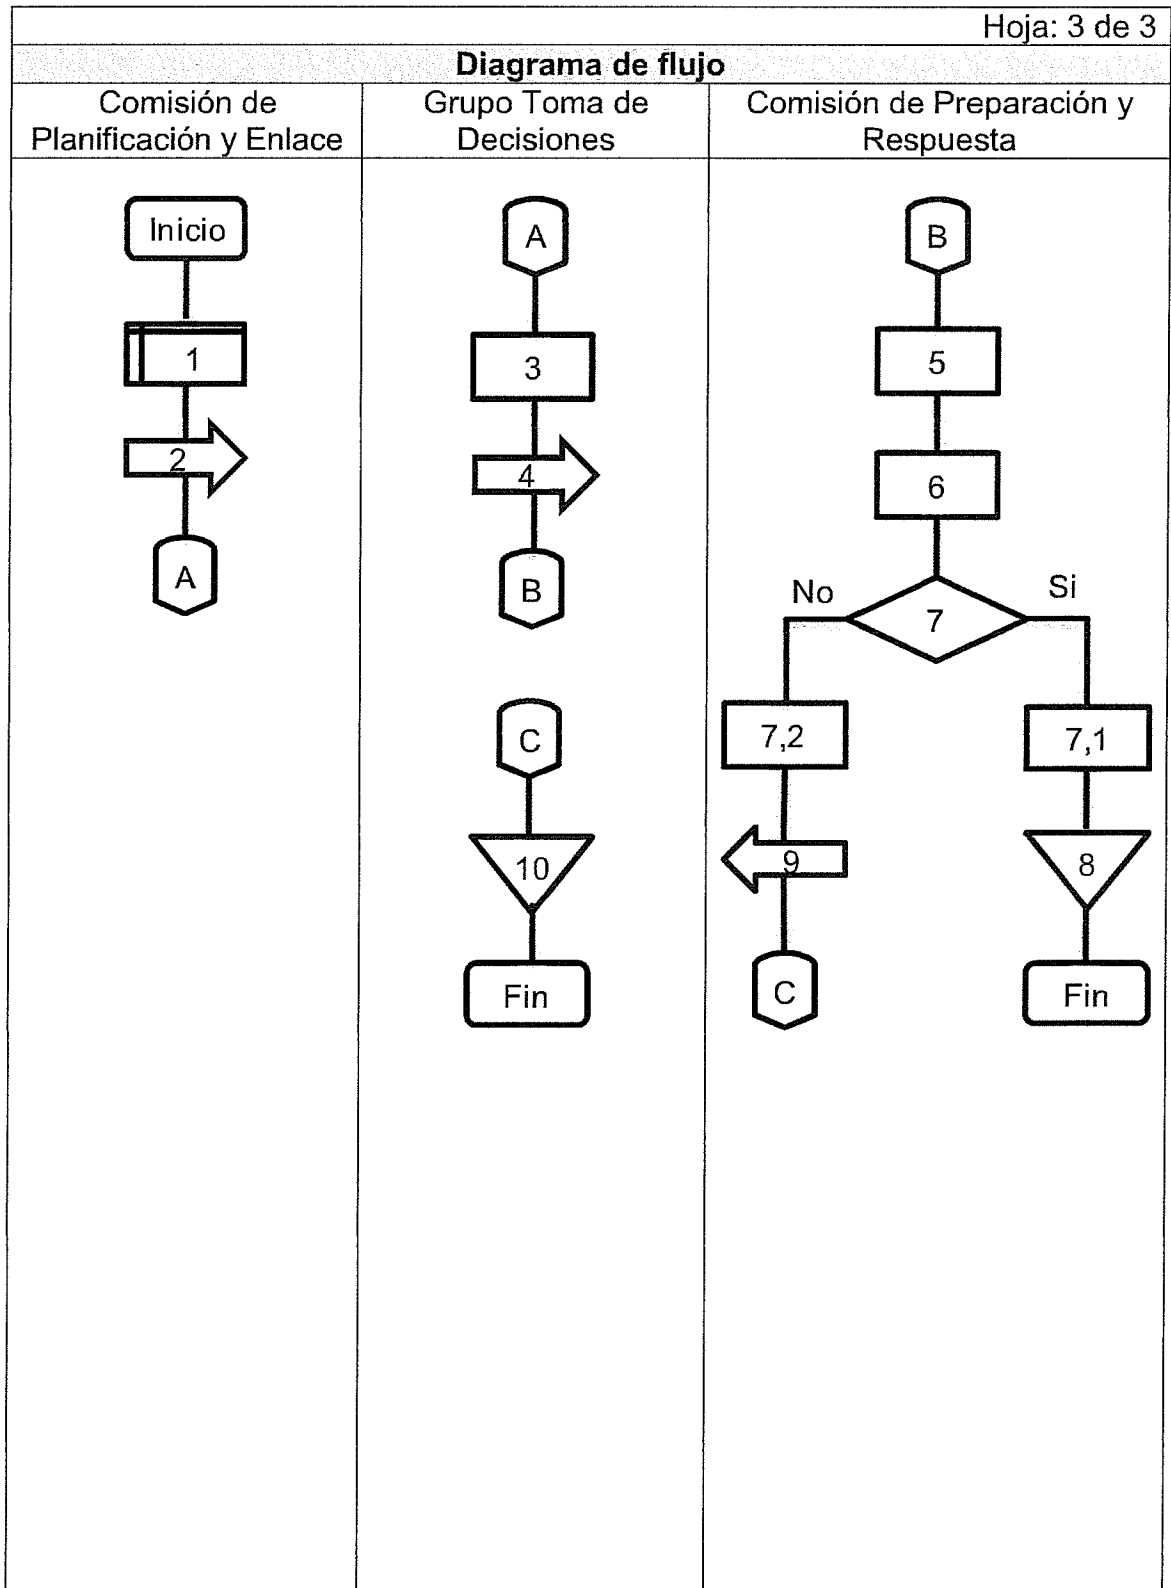 Hoja: 3 de 3
Diagrama de flujo
Comisión de
Planificación y Enlace
Grupo Toma de
Decisiones
Comisión de Preparación y
Respuesta
Inicio
1
2
A
A
3
4
B
C
10
Fin
B
5
6
No
Si
7
7,2
7,1
9
8
C
Fin